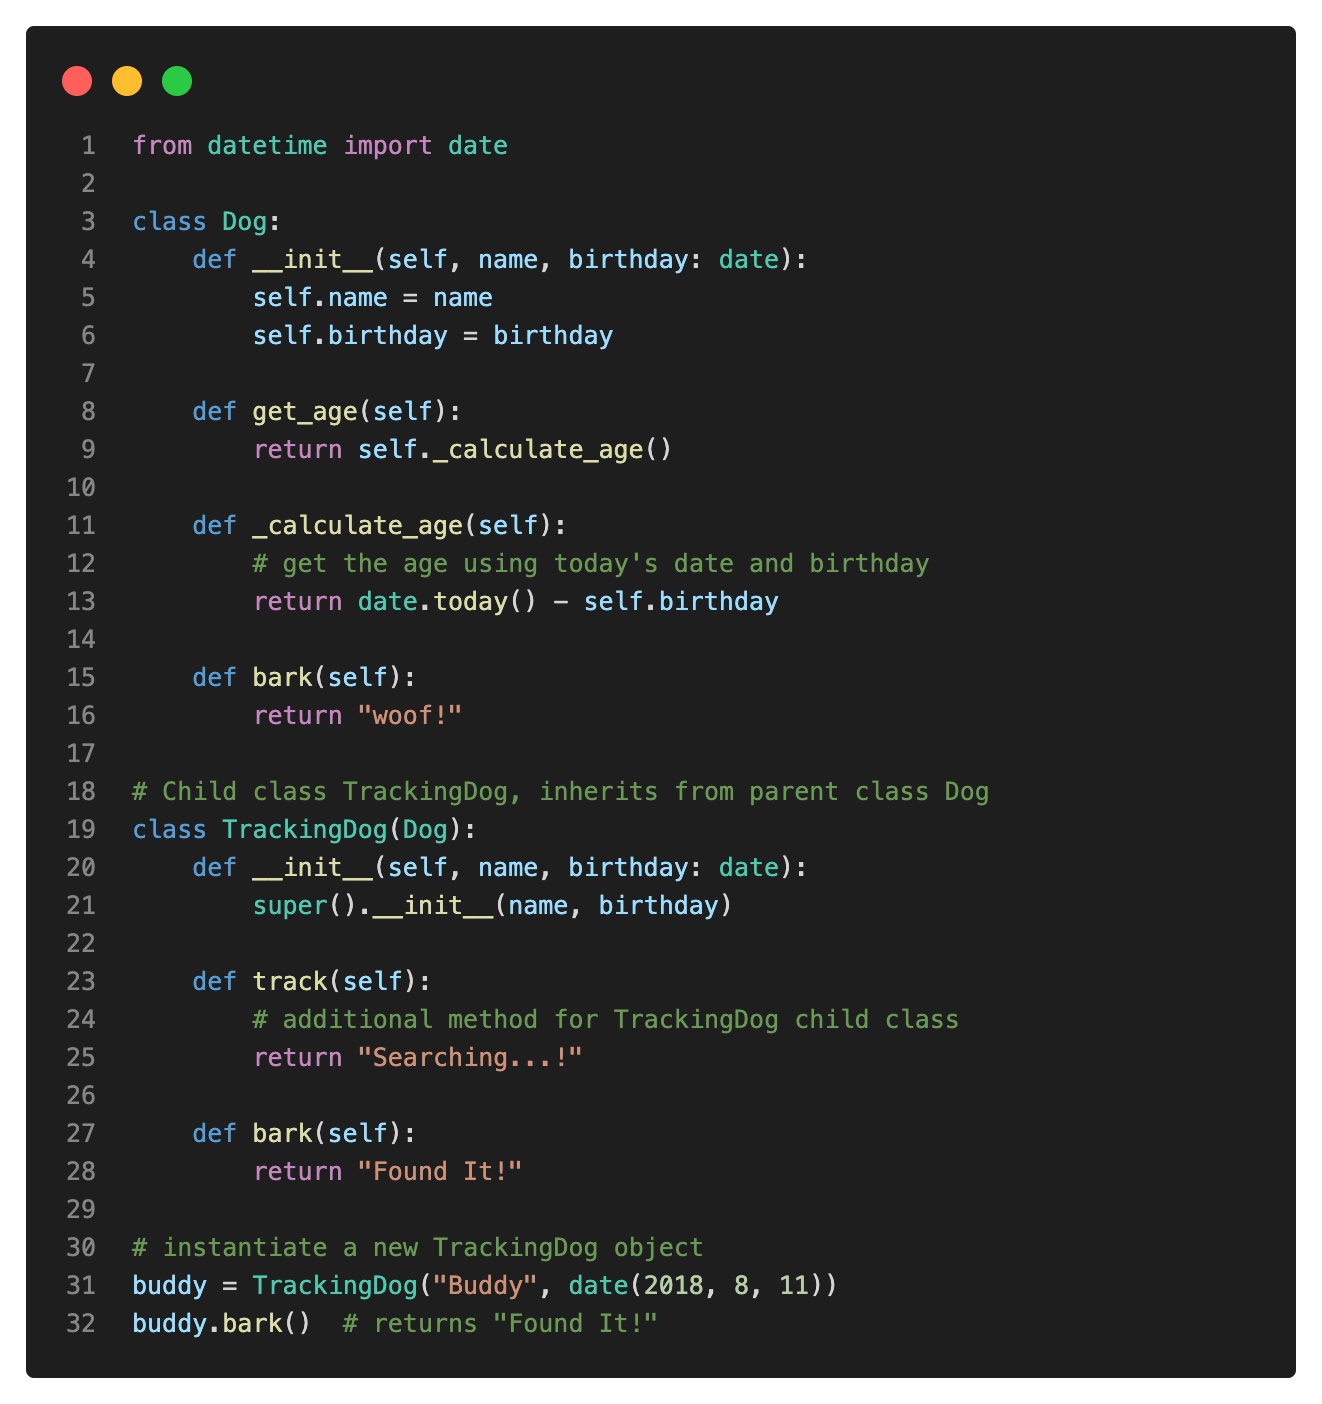 1 from datetime import date
2
3 class Dog:
4     def __init__(self, name, birthday: date):
5         self.name = name
6         self.birthday = birthday
7
8     def get_age(self):
9         return self._calculate_age()
10
11     def _calculate_age(self):
12         # get the age using today's date and birthday
13         return date.today() - self.birthday
14
15     def bark(self):
16         return "woof!"
17
18 # Child class TrackingDog, inherits from parent class Dog
19 class TrackingDog(Dog):
20     def __init__(self, name, birthday: date):
21         super().__init__(name, birthday)
22
23     def track(self):
24         # additional method for TrackingDog child class
25         return "Searching...!"
26
27     def bark(self):
28         return "Found It!"
29
30 # instantiate a new TrackingDog object
31 buddy = TrackingDog("Buddy", date(2018, 8, 11))
32 buddy.bark()  # returns "Found It!"